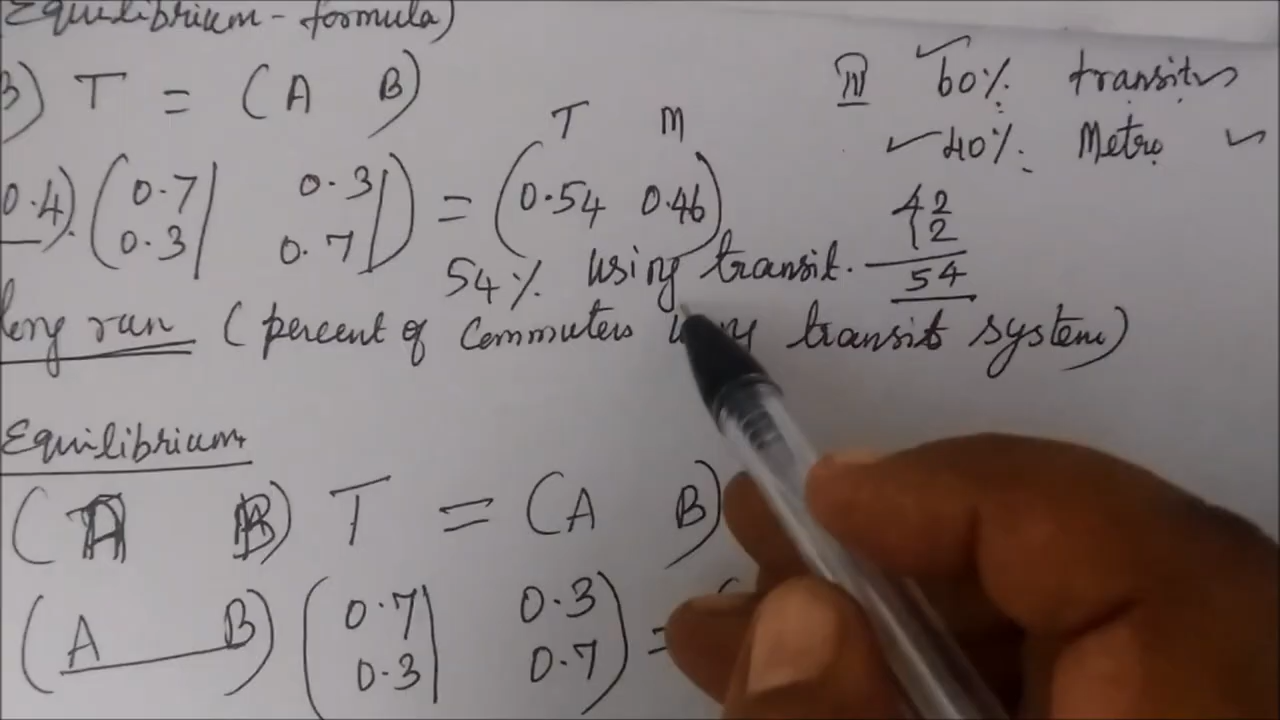 Equilibrium - formula)
B) T = (A B)
T M
0.4). (0.7 0.3) = (0.54 0.46)
0.3 0.7
54% using transit.
long run (percent of commuters using transit system)
60% transit
40% Metro
42
12
54
Equilibrium
(A B) T = (A B)
(A B) (0.7 0.3) =
0.3 0.7